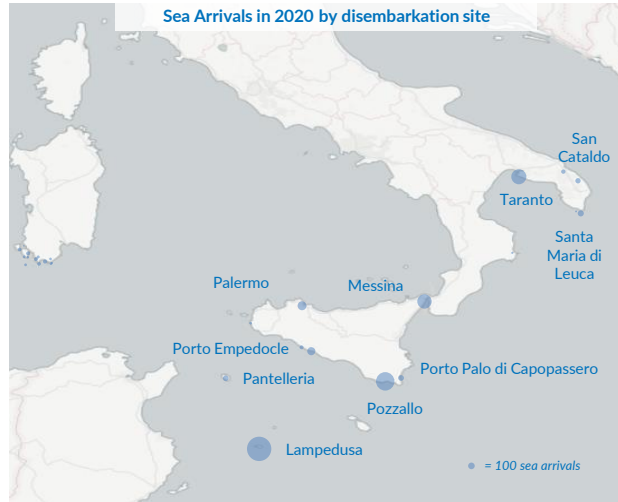 Sea Arrivals in 2020 by disembarkation site
San
Cataldo
Taranto
Santa
Maria di
Leuca
Palermo
Messina
Porto Empedocle
Porto Palo di Capopassero
Pantelleria
Pozzallo
Lampedusa
= 100 sea arrivals